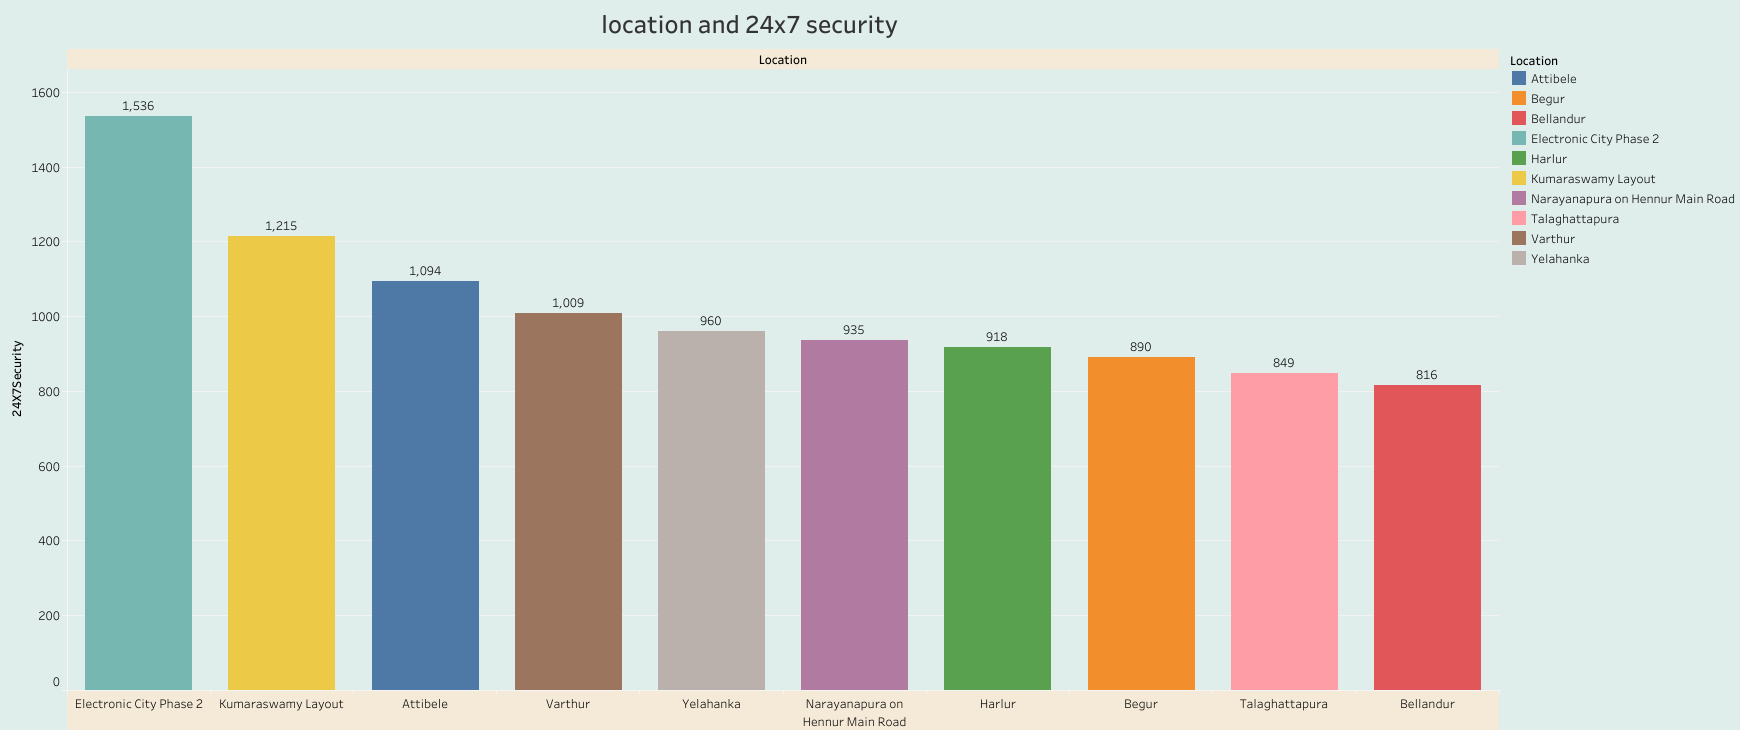 location and 24x7 security
Location
1600
1400
1200
1000
800
600
400
200
0
24X7Security
1,536
1,215
1,094
1,009
960
935
918
890
849
816
Electronic City Phase 2
Kumaraswamy Layout
Attibele
Varthur
Yelahanka
Narayanapura on
Hennur Main Road
Harlur
Begur
Talaghattapura
Bellandur
Location
Attibele
Begur
Bellandur
Electronic City Phase 2
Harlur
Kumaraswamy Layout
Narayanapura on Hennur Main Road
Talaghattapura
Varthur
Yelahanka